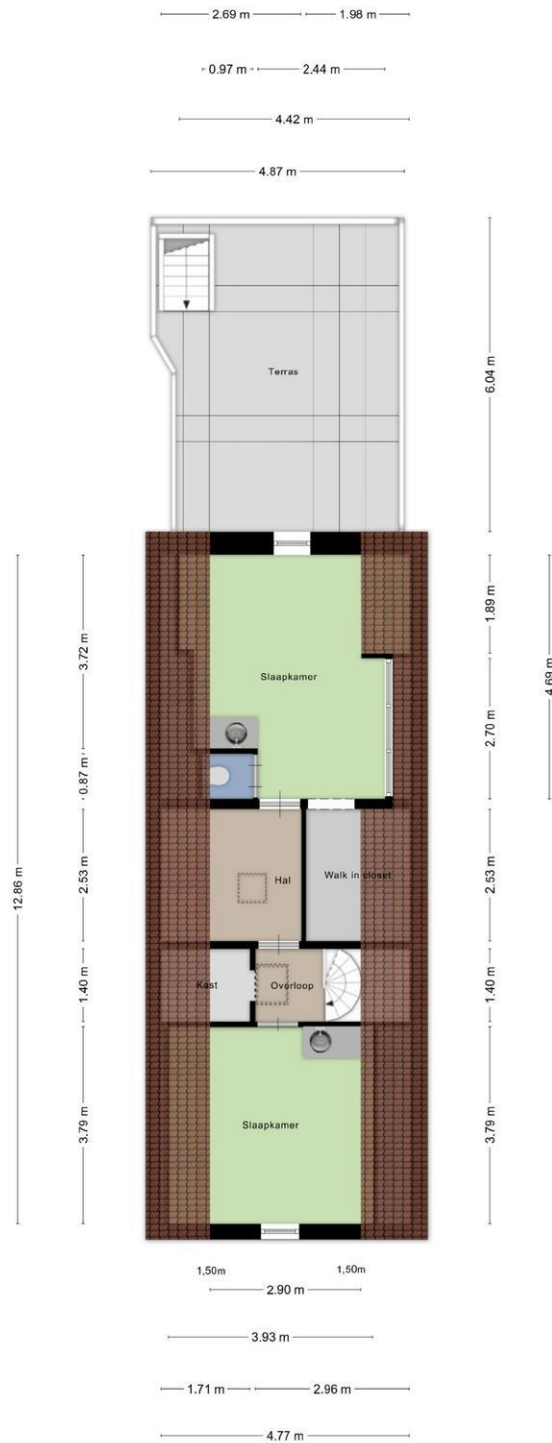 2.69 m 1.98 m
0.97 m 2.44 m
4.42 m
4.87 m
6.04 m
Terras
3.72 m
1.89 m
4.69 m
Slaapkamer
2.70 m
0.87 m
12.86 m
2.53 m
Hal
Walk in closet
2.53 m
1.40 m
Kast
Overloop
1.40 m
3.79 m
Slaapkamer
3.79 m
1,50m 1,50m
2.90 m
3.93 m
1.71 m 2.96 m
4.77 m